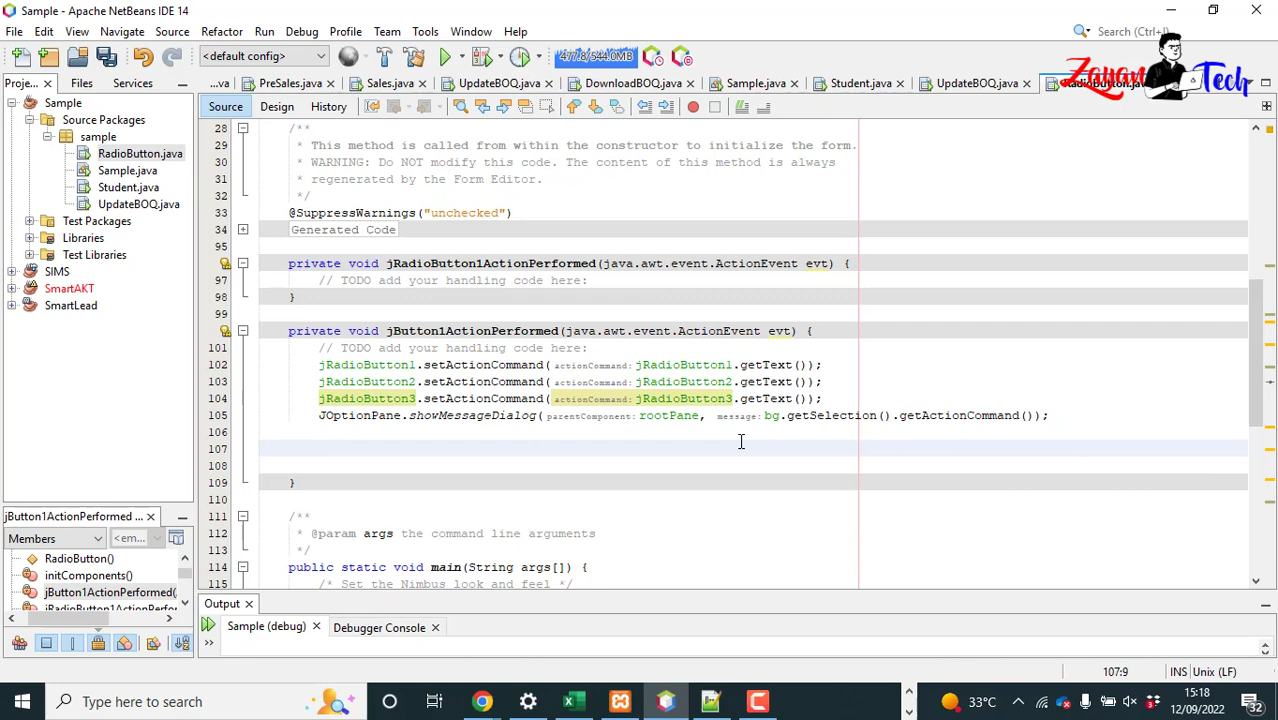 Sample - Apache NetBeans IDE 14
File Edit View Navigate Source Refactor Run Debug Profile Team Tools Window Help
Search (Ctrl+I)
<default config>
477.8/544.0MB
Proje...
Files
Services
...va
PreSales.java
Sales.java
UpdateBOQ.java
DownloadBOQ.java
Sample.java
Student.java
UpdateBOQ.java
RadioButton.java
Zayan Tech
Source
Design
History
Sample
Source Packages
sample
RadioButton.java
Sample.java
Student.java
UpdateBOQ.java
Test Packages
Libraries
Test Libraries
SIMS
SmartAKT
SmartLead
28 /**
29 * This method is called from within the constructor to initialize the form.
30 * WARNING: Do NOT modify this code. The content of this method is always
31 * regenerated by the Form Editor.
32 */
33 @SuppressWarnings("unchecked")
34 Generated Code
95
96 private void jRadioButton1ActionPerformed(java.awt.event.ActionEvent evt) {
97 // TODO add your handling code here:
98 }
99
private void jButton1ActionPerformed(java.awt.event.ActionEvent evt) {
101 // TODO add your handling code here:
102 jRadioButton1.setActionCommand(actionCommand: jRadioButton1.getText());
103 jRadioButton2.setActionCommand(actionCommand: jRadioButton2.getText());
104 jRadioButton3.setActionCommand(actionCommand: jRadioButton3.getText());
105 JOptionPane.showMessageDialog(parentComponent: rootPane, message: bg.getSelection().getActionCommand());
106
107
108
109 }
110
111 /**
112 * @param args the command line arguments
113 */
114 public static void main(String args[]) {
115 /* Set the Nimbus look and feel */
jButton1ActionPerformed ...
Members
<em...
RadioButton()
initComponents()
jButton1ActionPerformed(
jRadioButton1ActionPerfo
Output
Sample (debug)
Debugger Console
107:9
INS
Unix (LF)
Type here to search
33°C
15:18
12/09/2022
32